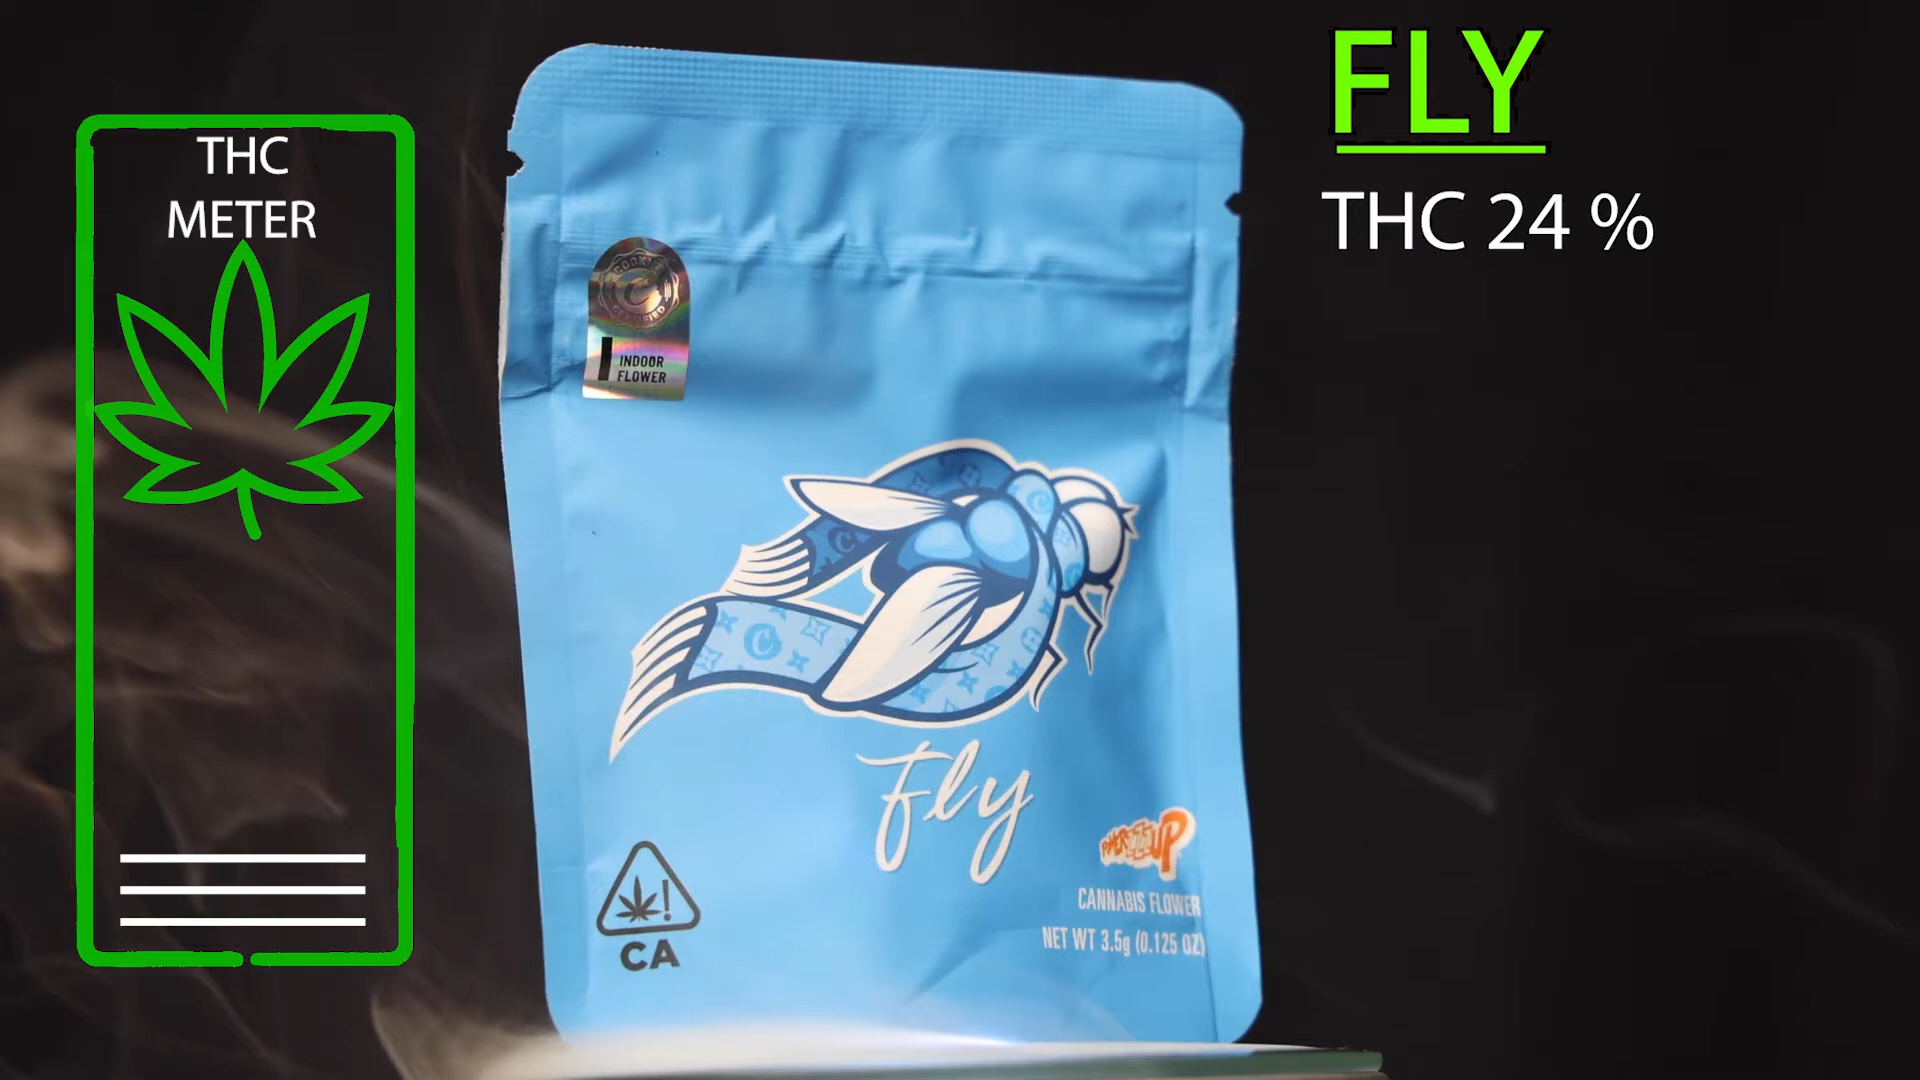 THC
METER
FLY
THC 24 %
COOKIES
C
CERTIFIED
I INDOOR
FLOWER
Fly
UP
CANNABIS FLOWER
NET WT 3.5g (0.125 OZ)
CA